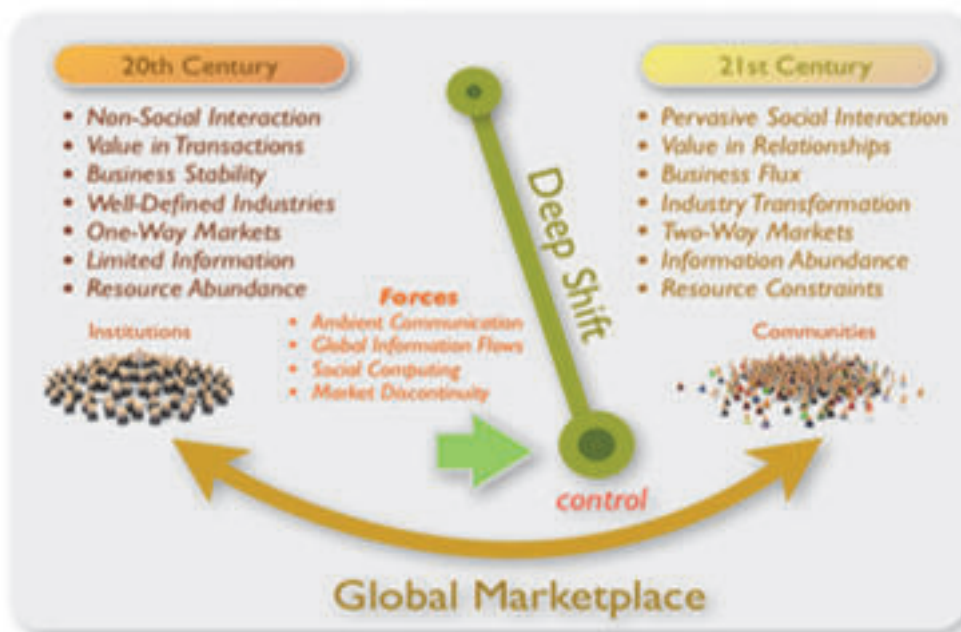 20th Century
• Non-Social Interaction
• Value in Transactions
• Business Stability
• Well-Defined Industries
• One-Way Markets
• Limited Information
• Resource Abundance
Institutions
Forces
• Ambient Communication
• Global Information Flows
• Social Computing
• Market Discontinuity
Deep Shift
control
21st Century
• Pervasive Social Interaction
• Value in Relationships
• Business Flux
• Industry Transformation
• Two-Way Markets
• Information Abundance
• Resource Constraints
Communities
Global Marketplace